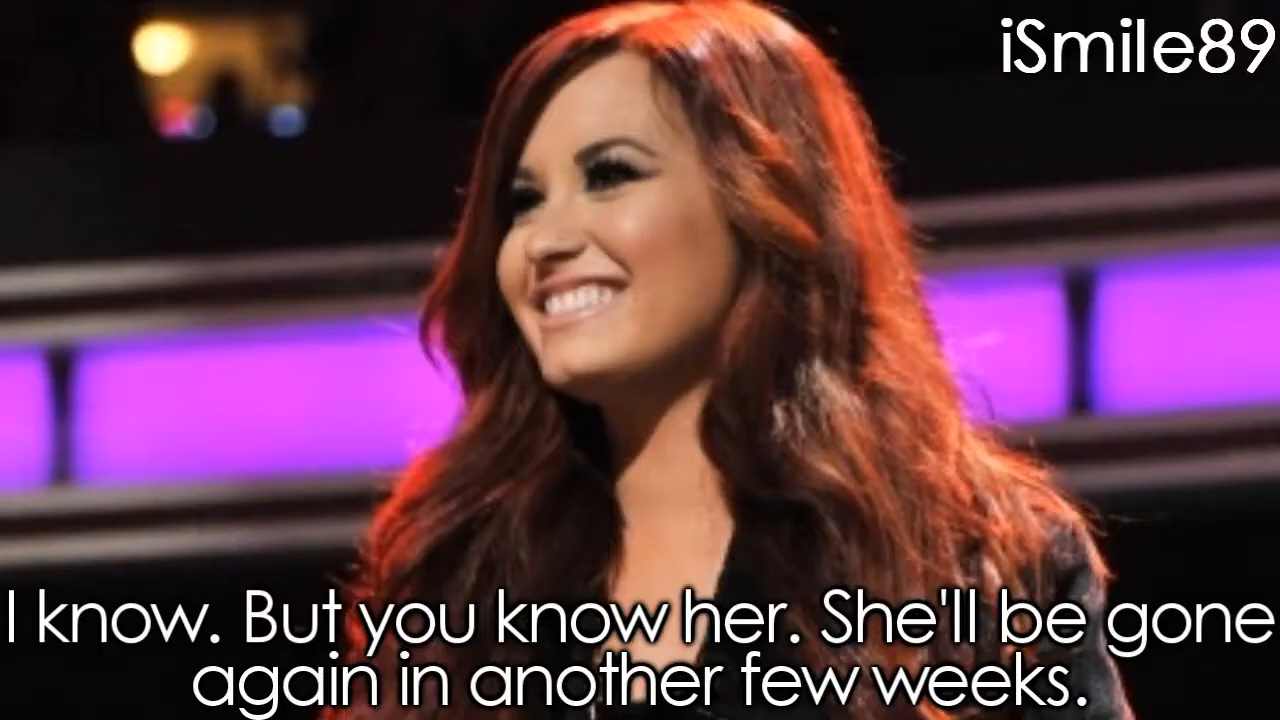 iSmile89
I know. But you know her. She'll be gone
again in another few weeks.